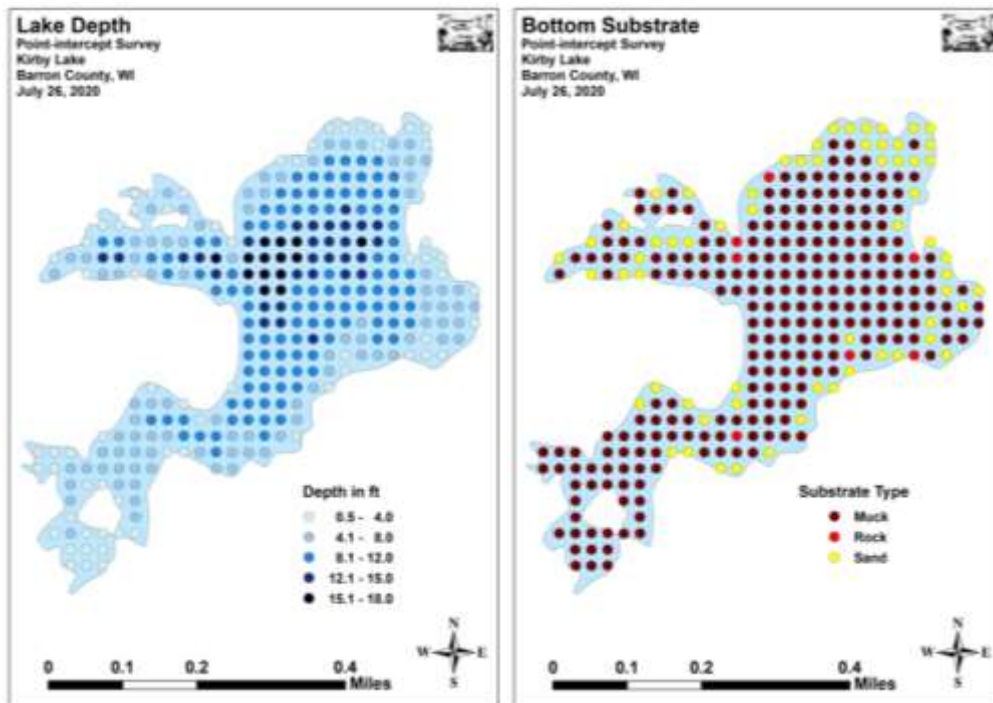 Lake Depth
Point-intercept Survey
Kirby Lake
Barron County, WI
July 26, 2020
Depth in ft
0.5 - 4.0
4.1 - 8.0
8.1 - 12.0
12.1 - 15.0
15.1 - 18.0
N
W E
S
0 0.1 0.2 0.4
Miles
Bottom Substrate
Point-intercept Survey
Kirby Lake
Barron County, WI
July 26, 2020
Substrate Type
Muck
Rock
Sand
N
W E
S
0 0.1 0.2 0.4
Miles